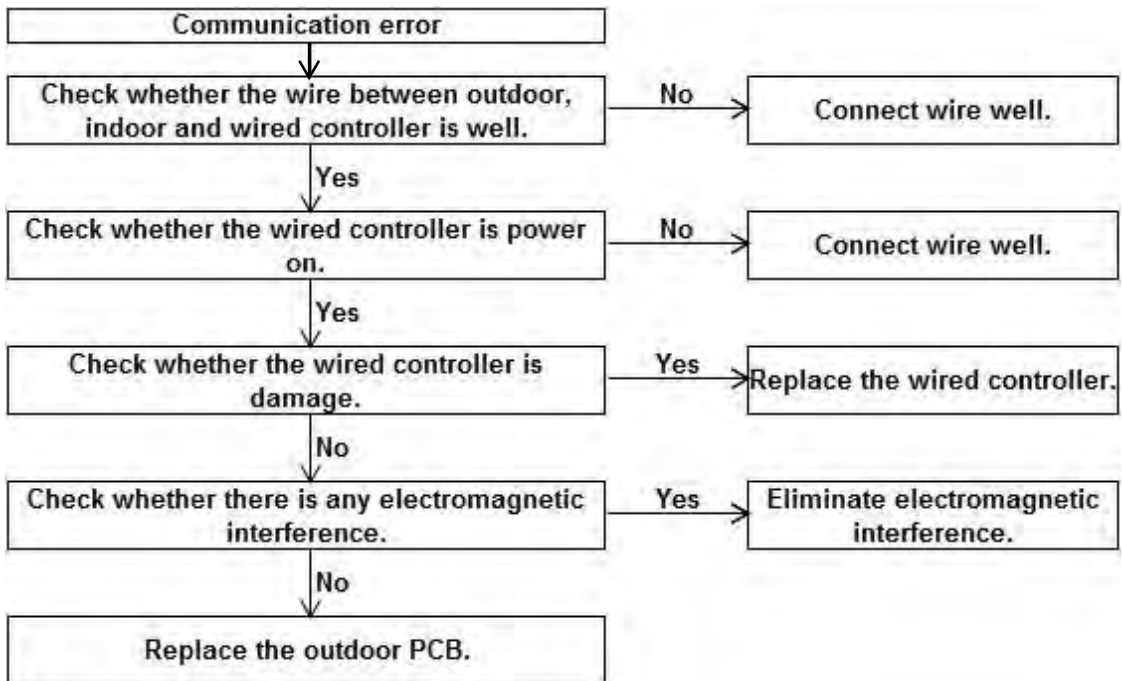 Communication error
Check whether the wire between outdoor,
indoor and wired controller is well.
No
Connect wire well.
Yes
Check whether the wired controller is power
on.
No
Connect wire well.
Yes
Check whether the wired controller is
damage.
Yes
Replace the wired controller.
No
Check whether there is any electromagnetic
interference.
Yes
Eliminate electromagnetic
interference.
No
Replace the outdoor PCB.